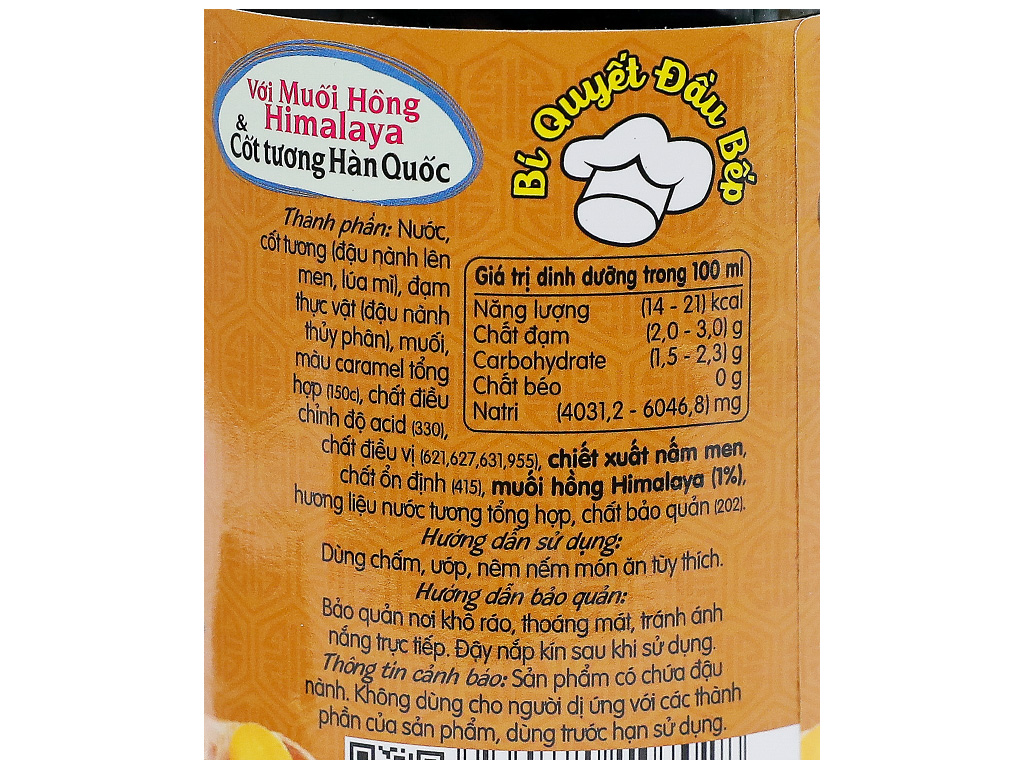 Với Muối Hồng
Himalaya
&
Cốt tương Hàn Quốc
Bí Quyết Đầu Bếp
Thành phần: Nước,
cốt tương (đậu nành lên
men, lúa mì), đạm
thực vật (đậu nành
thủy phân), muối,
màu caramel tổng
hợp (150c), chất điều
chỉnh độ acid (330),
chất điều vị (621,627,631,955), chiết xuất nấm men,
chất ổn định (415), muối hồng Himalaya (1%),
hương liệu nước tương tổng hợp, chất bảo quản (202).
Giá trị dinh dưỡng trong 100 ml
Năng lượng (14 - 21) kcal
Chất đạm (2,0 - 3,0) g
Carbohydrate (1,5 - 2,3) g
Chất béo 0 g
Natri (4031,2 - 6046,8) mg
Hướng dẫn sử dụng:
Dùng chấm, ướp, nêm nếm món ăn tùy thích.
Hướng dẫn bảo quản:
Bảo quản nơi khô ráo, thoáng mát, tránh ánh
nắng trực tiếp. Đậy nắp kín sau khi sử dụng.
Thông tin cảnh báo: Sản phẩm có chứa đậu
nành. Không dùng cho người dị ứng với các thành
phần của sản phẩm, dùng trước hạn sử dụng.